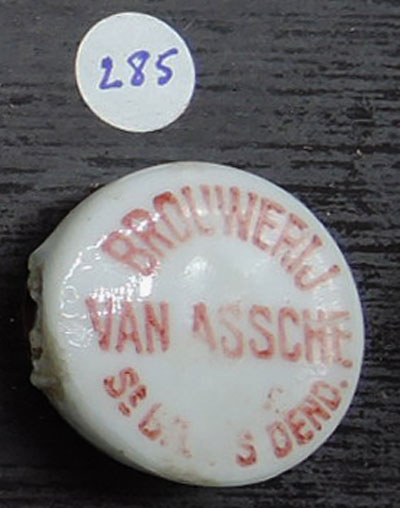 285
BROUWERIJ
VAN ASSCHE
St DEND.